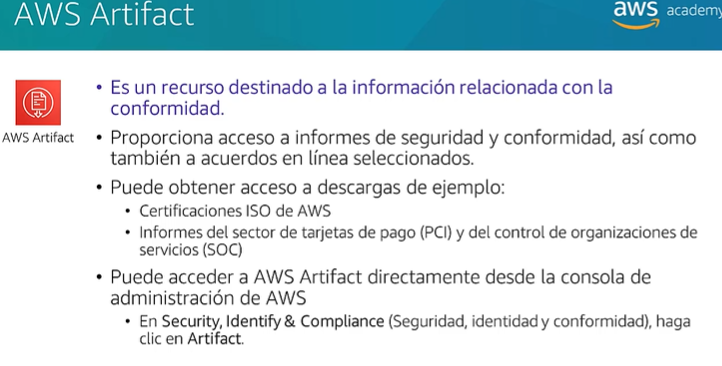 AWS Artifact
aws academy
AWS Artifact
• Es un recurso destinado a la información relacionada con la
conformidad.
• Proporciona acceso a informes de seguridad y conformidad, así como
también a acuerdos en línea seleccionados.
• Puede obtener acceso a descargas de ejemplo:
• Certificaciones ISO de AWS
• Informes del sector de tarjetas de pago (PCI) y del control de organizaciones de
servicios (SOC)
• Puede acceder a AWS Artifact directamente desde la consola de
administración de AWS
• En Security, Identify & Compliance (Seguridad, identidad y conformidad), haga
clic en Artifact.